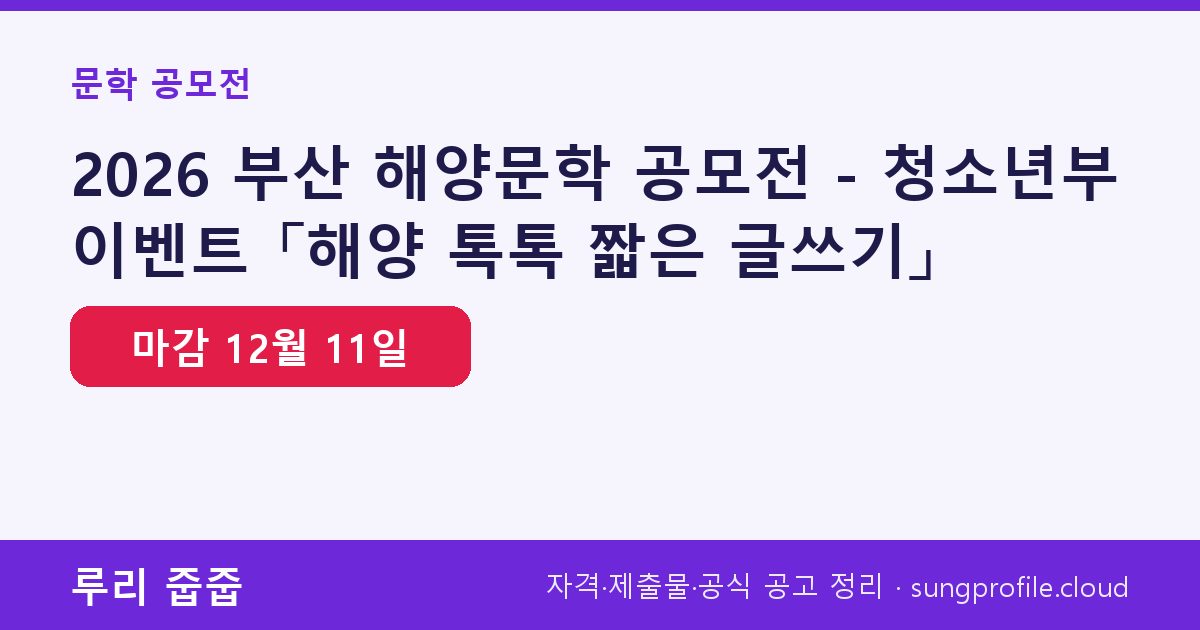 문학 공모전
2026 부산 해양문학 공모전 - 청소년부
이벤트「해양 톡톡 짧은 글쓰기」
마감 12월 11일
루리 줍줍
자격·제출물·공식 공고 정리 · sungprofile.cloud